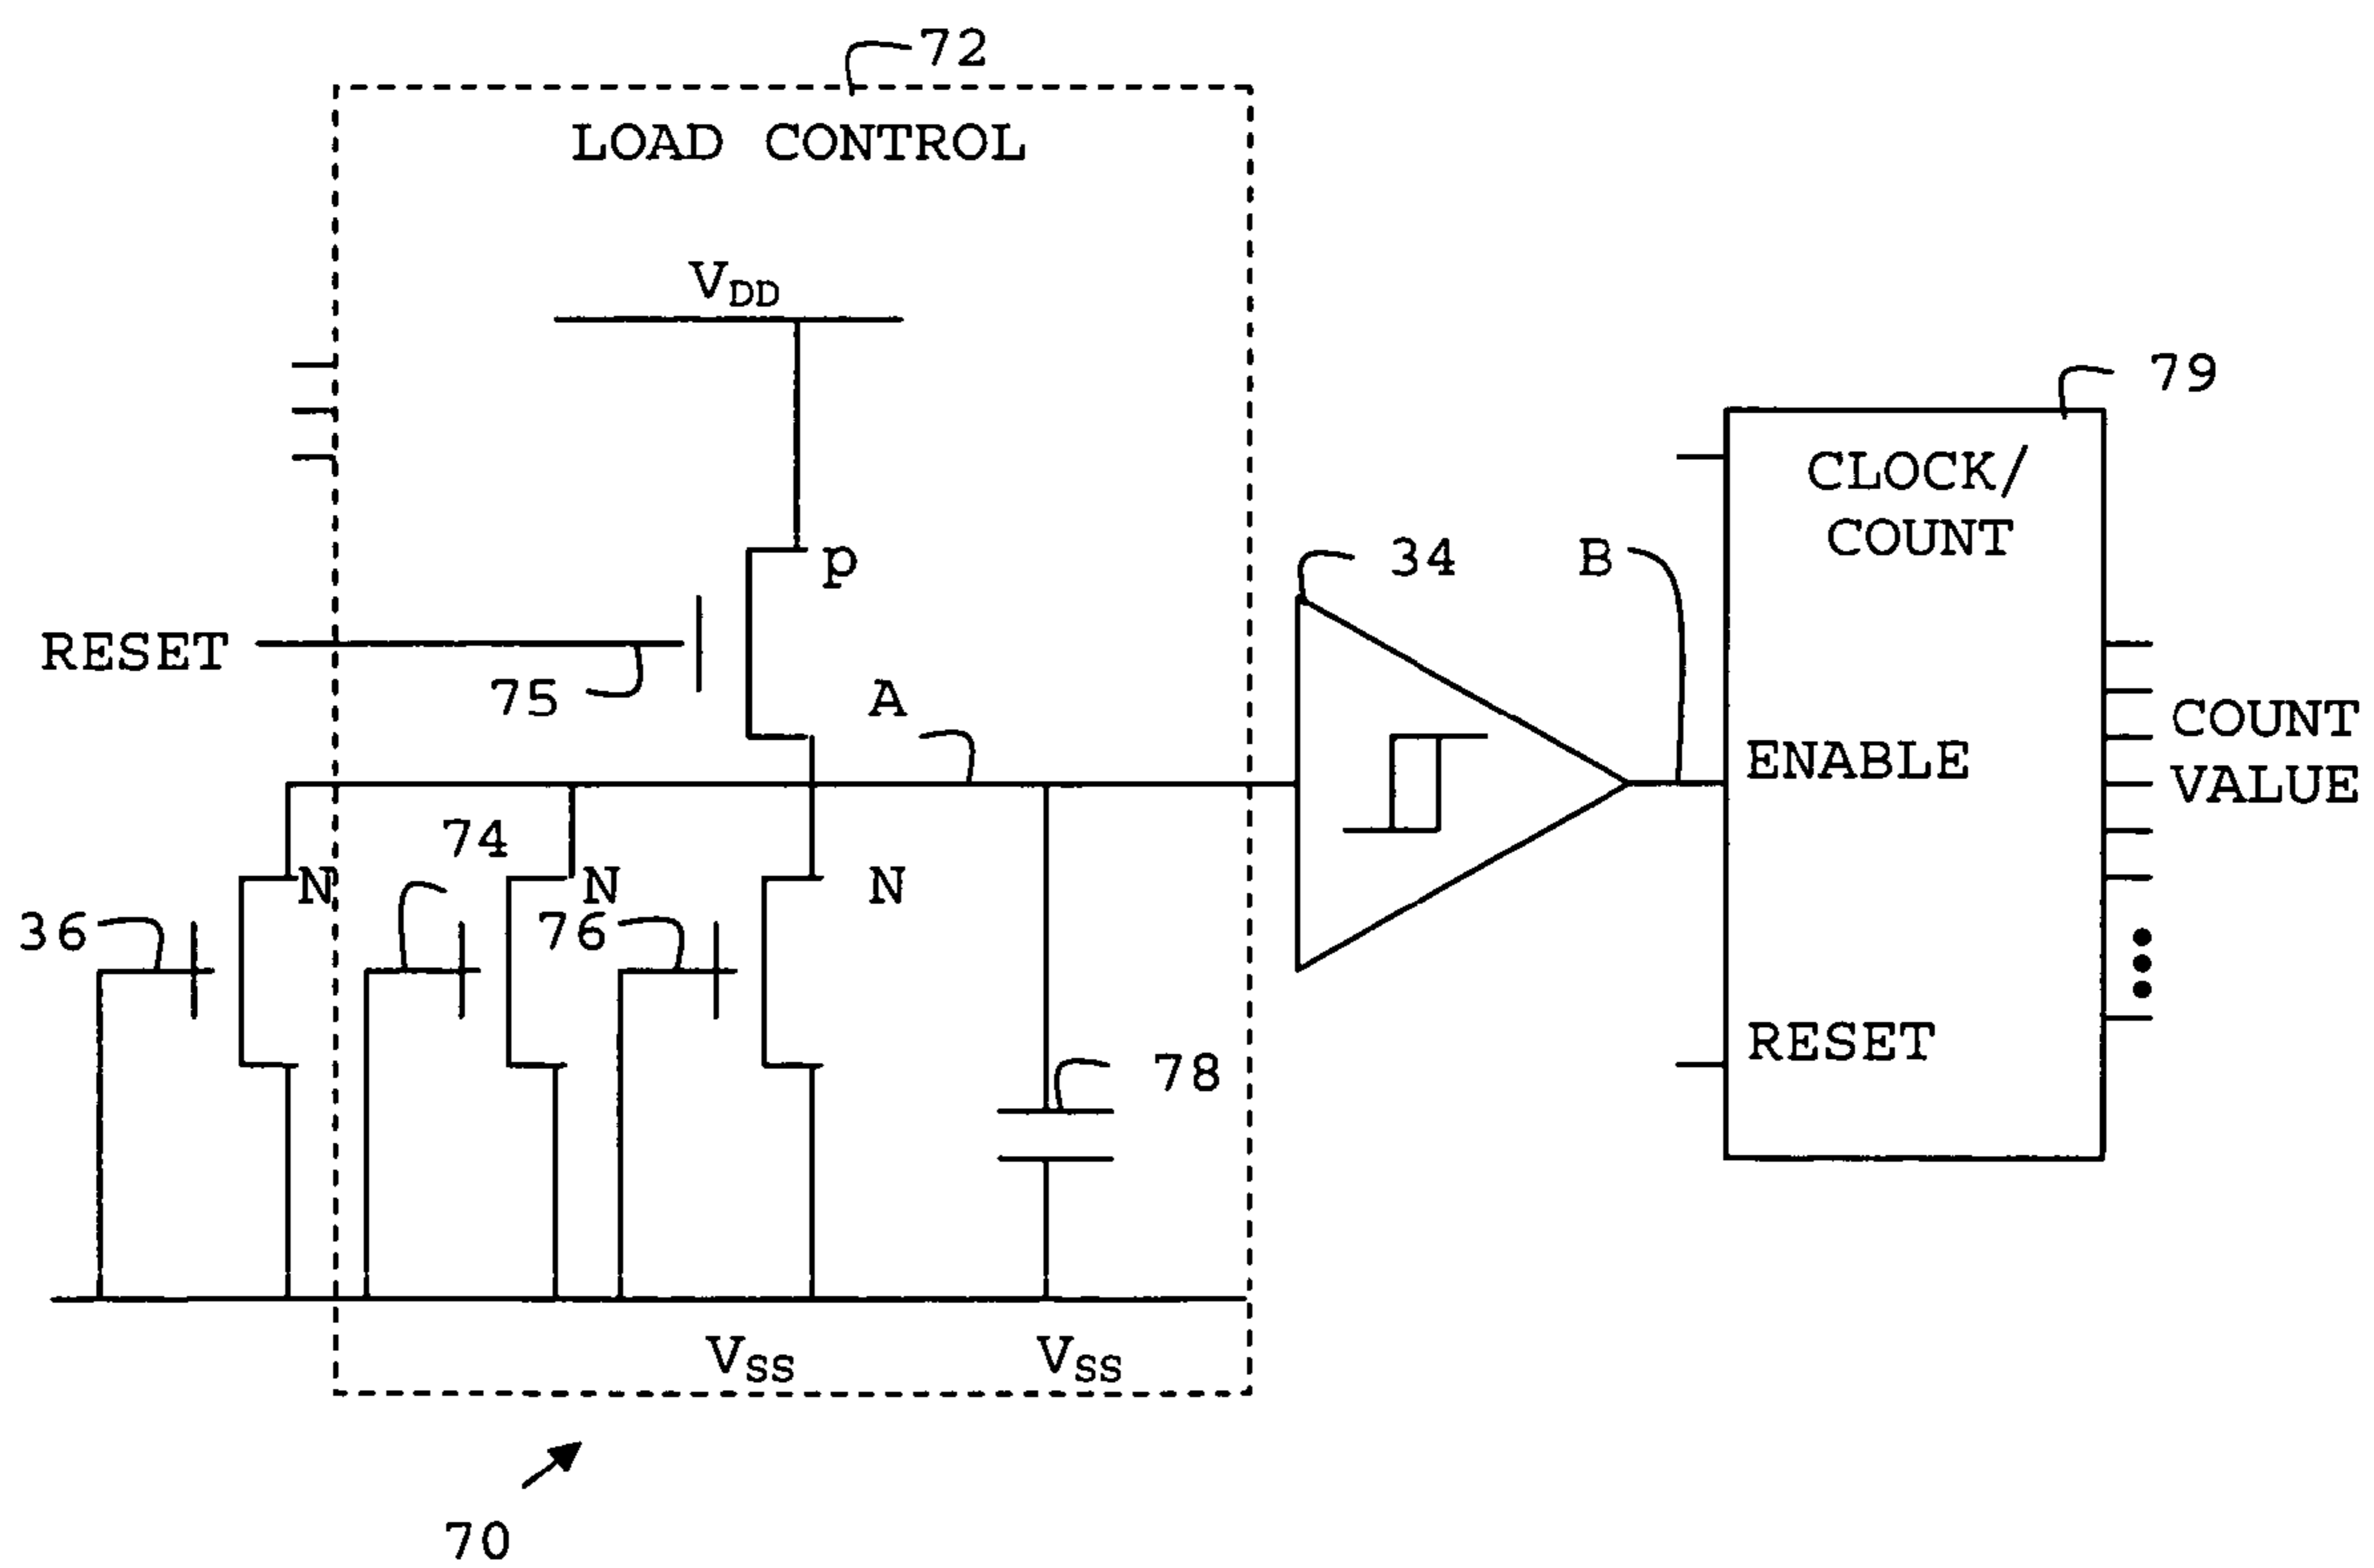 72
LOAD CONTROL
VDD
79
CLOCK/
COUNT
p
34
B
RESET
75
A
COUNT
VALUE
ENABLE
74
N
N
N
36
76
RESET
78
VSS
VSS
70